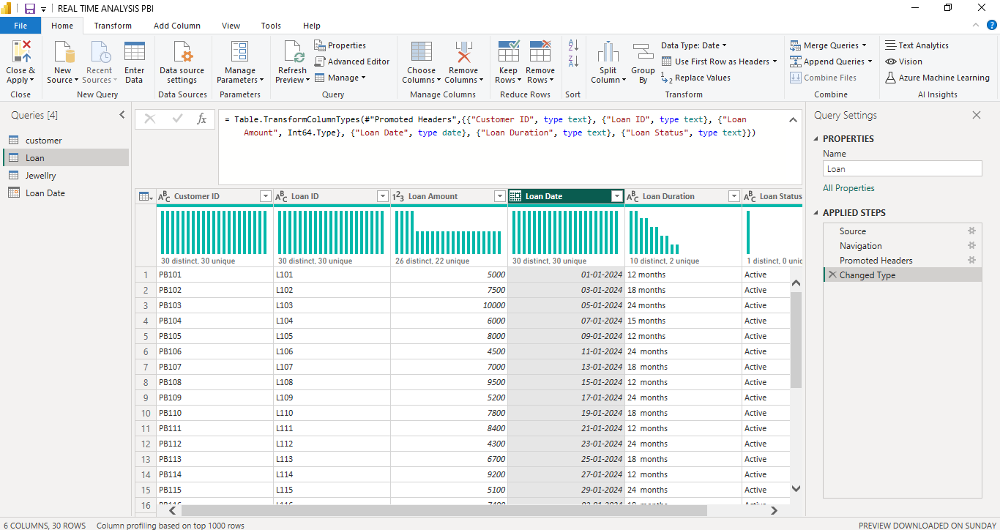 REAL TIME ANALYSIS PBI
File Home Transform Add Column View Tools Help
Close & Apply
Close
New Source
Recent Sources
Enter Data
New Query
Data source settings
Data Sources
Manage Parameters
Parameters
Refresh Preview
Properties
Advanced Editor
Manage
Query
Choose Columns
Remove Columns
Manage Columns
Keep Rows
Remove Rows
Reduce Rows
Sort
Split Column
Group By
Data Type: Date
Use First Row as Headers
Replace Values
Transform
Merge Queries
Append Queries
Combine Files
Combine
Text Analytics
Vision
Azure Machine Learning
AI Insights
Queries [4]
customer
Loan
Jewellry
Loan Date
fx
= Table.TransformColumnTypes(#"Promoted Headers",{{"Customer ID", type text}, {"Loan ID", type text}, {"Loan
Amount", Int64.Type}, {"Loan Date", type date}, {"Loan Duration", type text}, {"Loan Status", type text}})
Customer ID Loan ID Loan Amount Loan Date Loan Duration Loan Status
30 distinct, 30 unique 30 distinct, 30 unique 26 distinct, 22 unique 30 distinct, 30 unique 10 distinct, 2 unique 1 distinct, 0 unic
1 PB101 L101 5000 01-01-2024 12 months Active
2 PB102 L102 7500 03-01-2024 18 months Active
3 PB103 L103 10000 05-01-2024 24 months Active
4 PB104 L104 6000 07-01-2024 15 months Active
5 PB105 L105 8000 09-01-2024 12 months Active
6 PB106 L106 4500 11-01-2024 24 months Active
7 PB107 L107 7000 13-01-2024 18 months Active
8 PB108 L108 9500 15-01-2024 12 months Active
9 PB109 L109 5200 17-01-2024 24 months Active
10 PB110 L110 7800 19-01-2024 18 months Active
11 PB111 L111 8400 21-01-2024 12 months Active
12 PB112 L112 4300 23-01-2024 24 months Active
13 PB113 L113 6700 25-01-2024 18 months Active
14 PB114 L114 9200 27-01-2024 12 months Active
15 PB115 L115 5100 29-01-2024 24 months Active
16
Query Settings
PROPERTIES
Name
Loan
All Properties
APPLIED STEPS
Source
Navigation
Promoted Headers
Changed Type
6 COLUMNS, 30 ROWS Column profiling based on top 1000 rows
PREVIEW DOWNLOADED ON SUNDAY